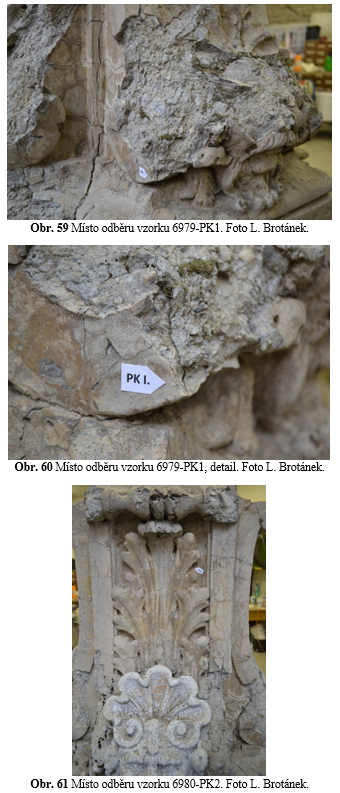 Obr. 59 Místo odběru vzorku 6979-PK1. Foto L. Brotánek.
PK I.
Obr. 60 Místo odběru vzorku 6979-PK1, detail. Foto L. Brotánek.
Obr. 61 Místo odběru vzorku 6980-PK2. Foto L. Brotánek.